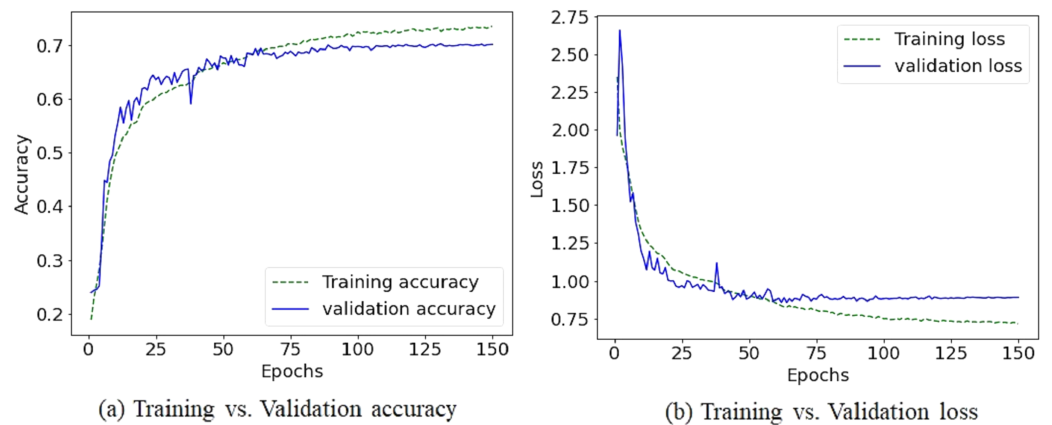 0.7
0.6
0.5
0.4
0.3
0.2
Accuracy
Training accuracy
validation accuracy
0 25 50 75 100 125 150
Epochs
(a) Training vs. Validation accuracy
2.75
2.50
2.25
2.00
1.75
1.50
1.25
1.00
0.75
Loss
Training loss
validation loss
0 25 50 75 100 125 150
Epochs
(b) Training vs. Validation loss